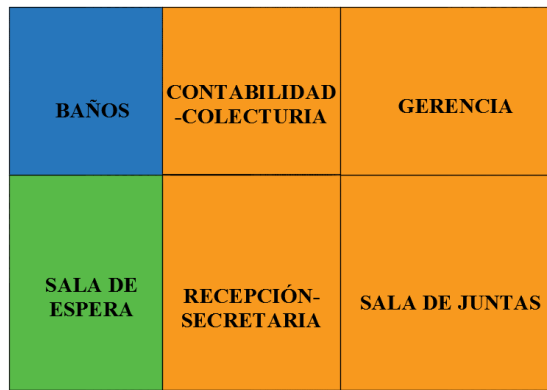 BAÑOS
CONTABILIDAD
-COLECTURIA
GERENCIA
SALA DE
ESPERA
RECEPCIÓN-
SECRETARIA
SALA DE JUNTAS